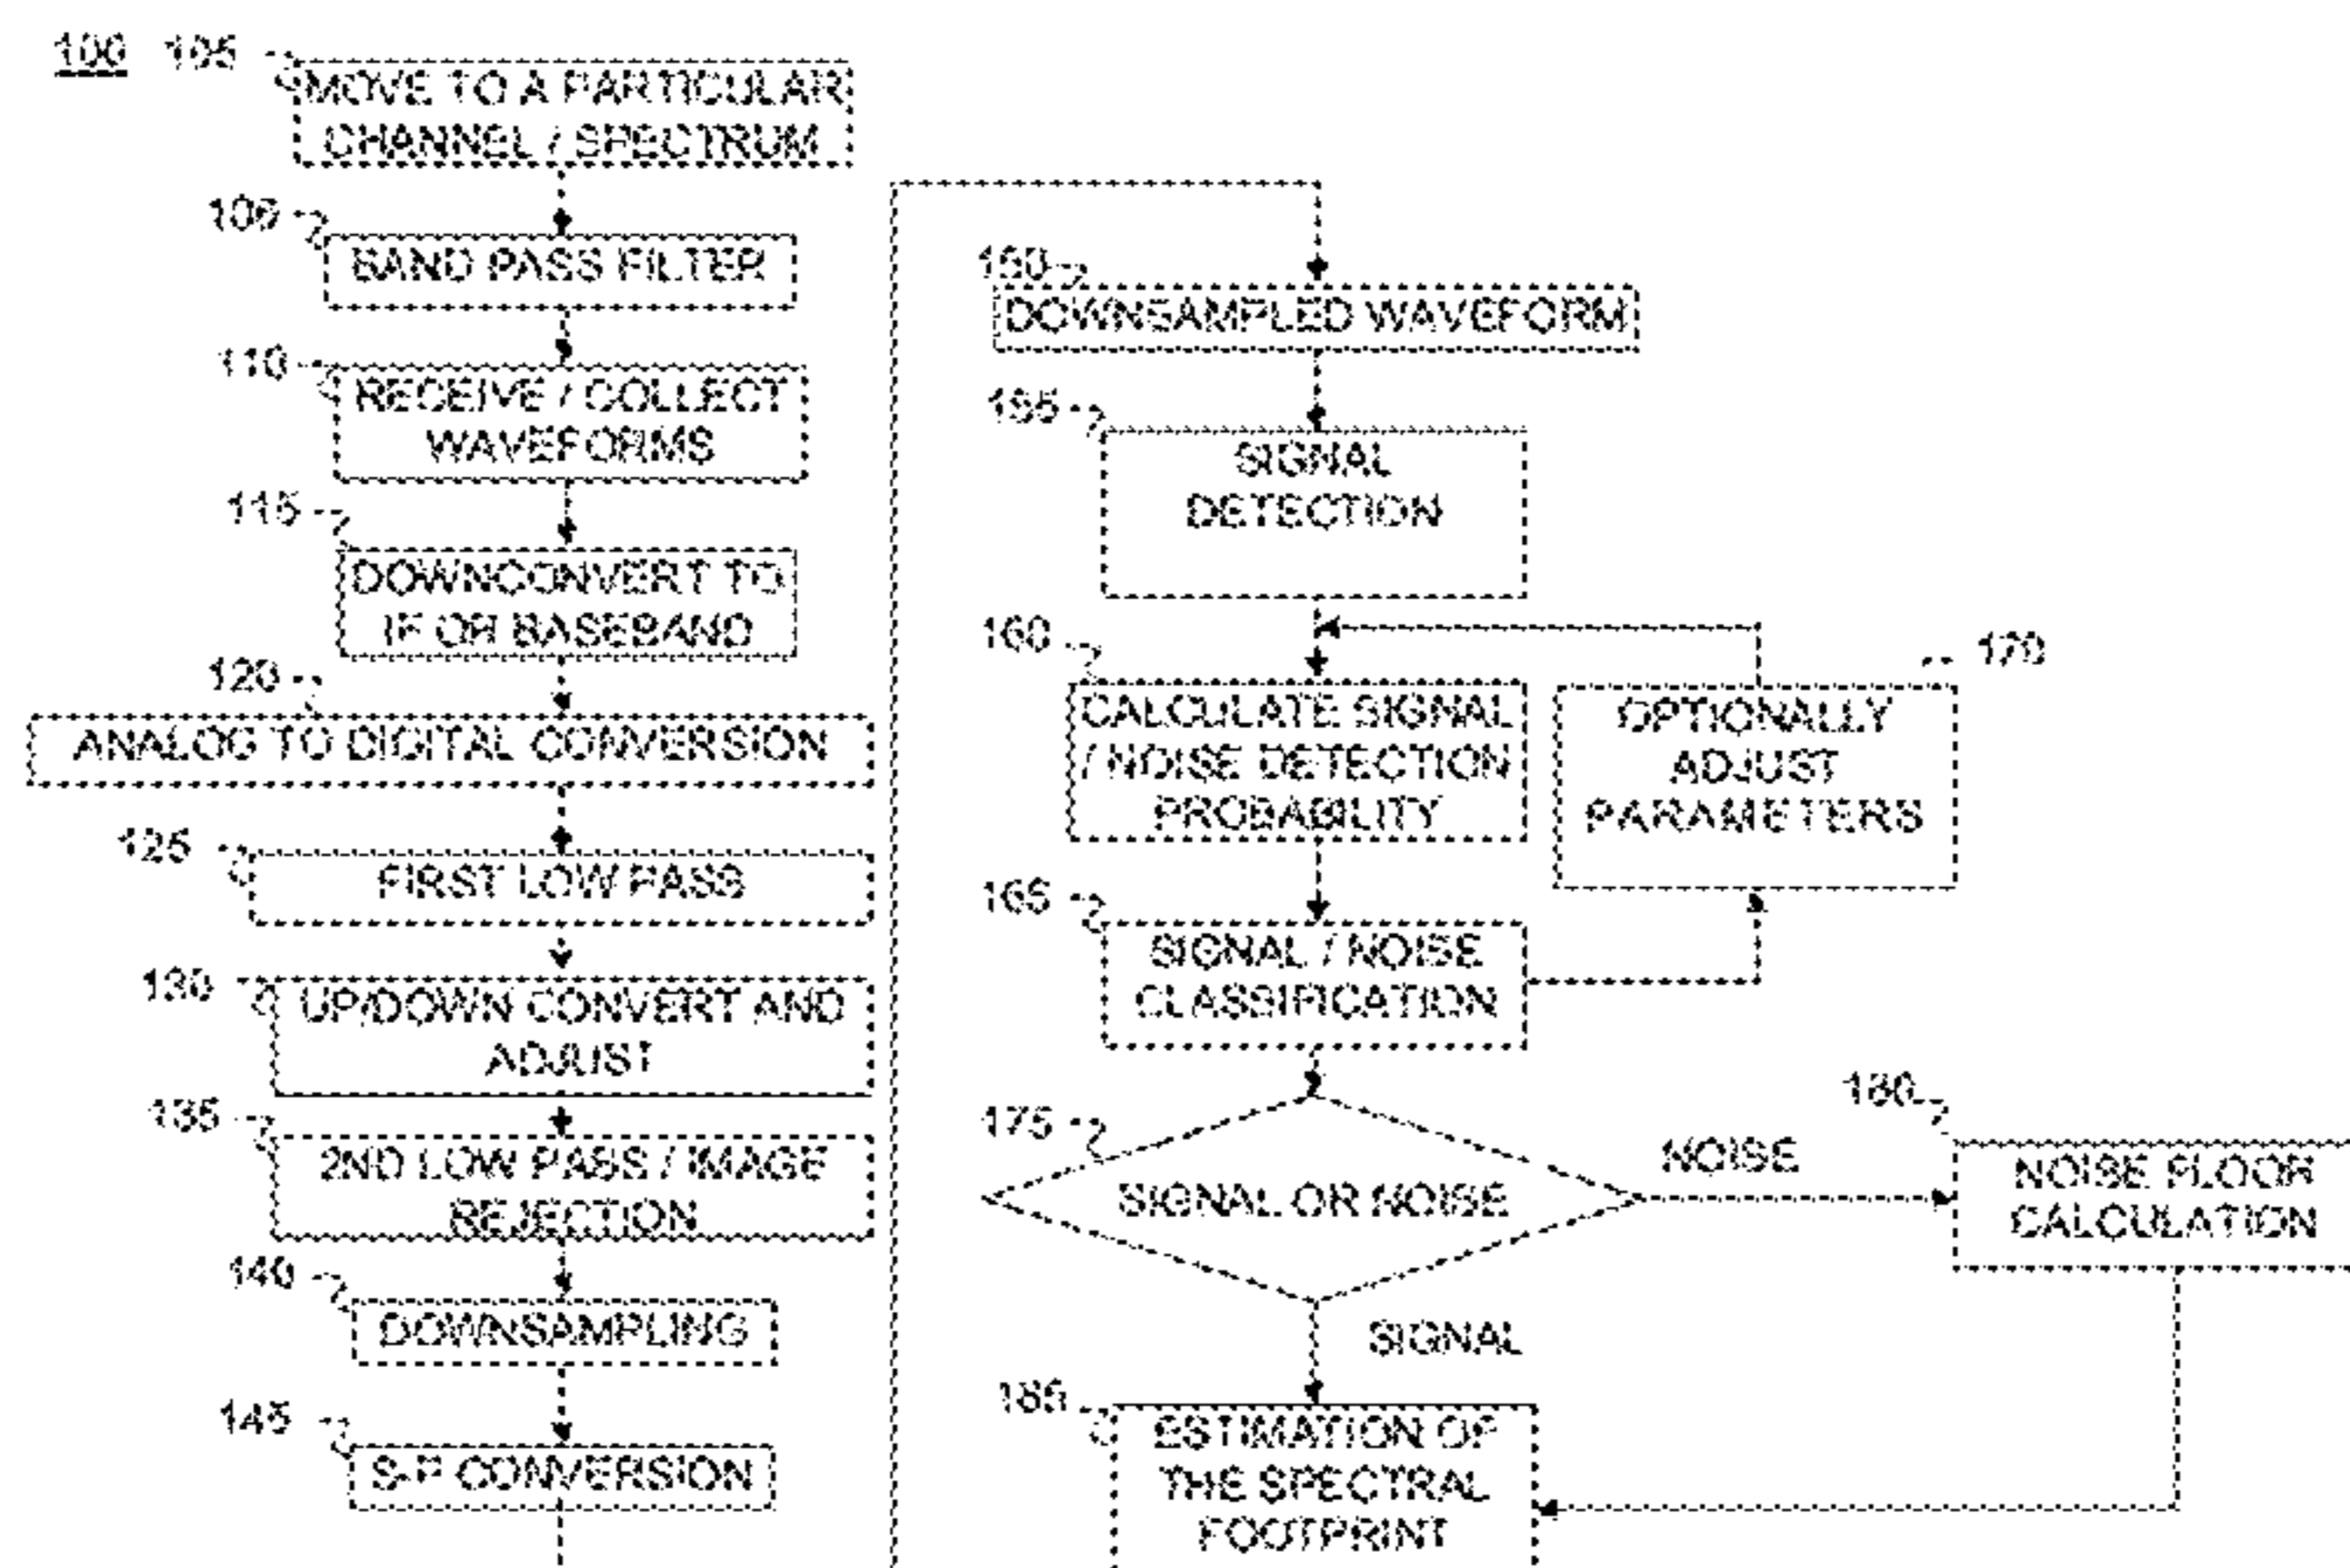 100
105
MOVE TO A PARTICULAR
CHANNEL / SPECTRUM
106
BAND PASS FILTER
110
RECEIVE / COLLECT
WAVEFORMS
115
DOWNCONVERT TO
IF OR BASEBAND
120
ANALOG TO DIGITAL CONVERSION
125
FIRST LOW PASS
130
UP/DOWN CONVERT AND
ADJUST
135
2ND LOW PASS / IMAGE
REJECTION
140
DOWNSAMPLING
145
S-P CONVERSION
150
DOWNSAMPLED WAVEFORM
155
SIGNAL
DETECTION
160
CALCULATE SIGNAL
/ NOISE DETECTION
PROBABILITY
170
OPTIONALLY
ADJUST
PARAMETERS
165
SIGNAL / NOISE
CLASSIFICATION
175
SIGNAL OR NOISE
NOISE
180
NOISE FLOOR
CALCULATION
SIGNAL
185
ESTIMATION OF
THE SPECTRAL
FOOTPRINT